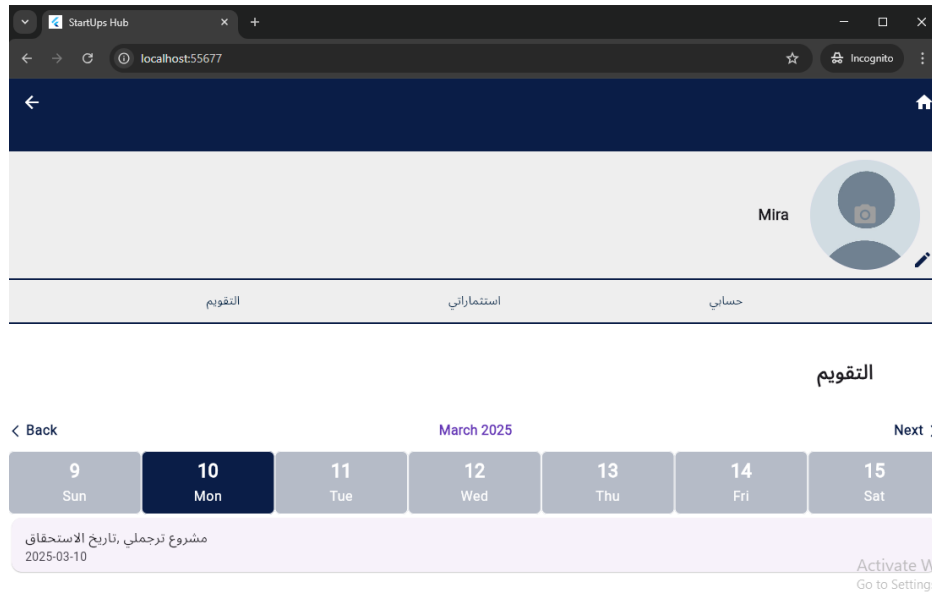 StartUps Hub
localhost:55677
Incognito
Mira
حسابي
استثماراتي
التقويم
التقويم
Back
March 2025
Next
9 10 11 12 13 14 15
Sun Mon Tue Wed Thu Fri Sat
مشروع ترجملي ,تاريخ الاستحقاق
2025-03-10
Activate W
Go to Setting